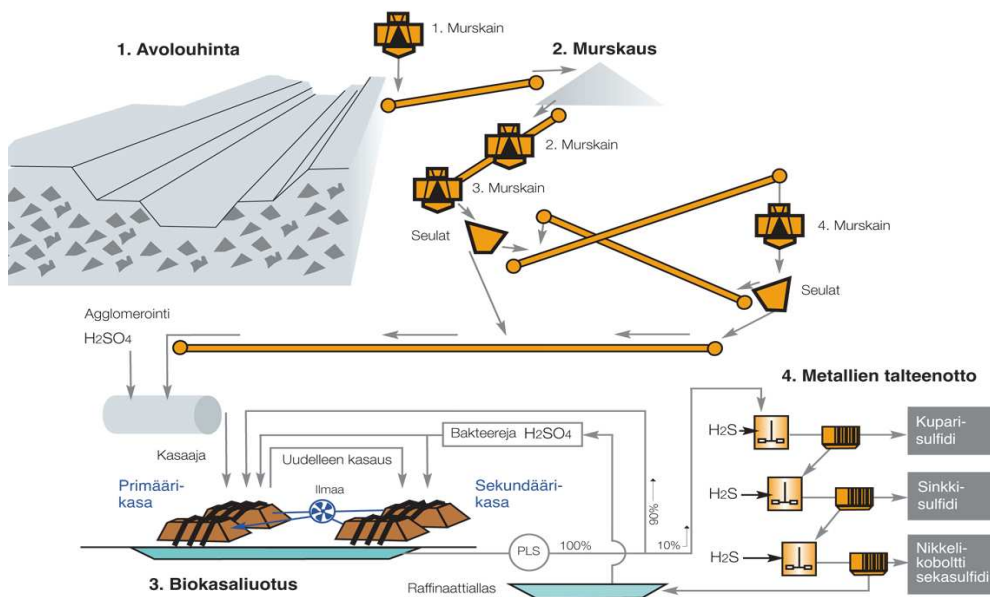 1. Avolouhinta
1. Murskain
2. Murskaus
2. Murskain
3. Murskain
Seulat
4. Murskain
Seulat
Agglomerointi
H2SO4
Kasaaja
Primääri-
kasa
Uudelleen kasaus
Ilmaa
Bakteereja H2SO4
Sekundääri-
kasa
3. Biokasaliuotus
PLS
100%
90%
10%
Raffinaattiallas
4. Metallien talteenotto
H2S
Kupari-
sulfidi
H2S
Sinkki-
sulfidi
H2S
Nikkeli-
koboltti
sekasulfidi